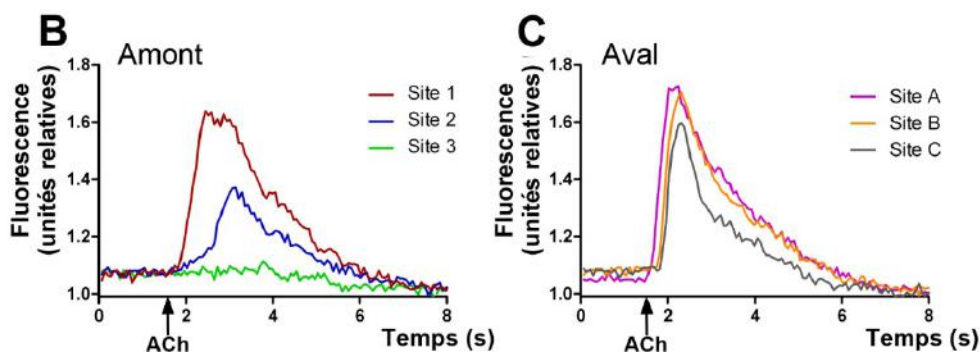 B
Amont
Fluorescence
(unités relatives)
1.8
1.6
1.4
1.2
1.0
Site 1
Site 2
Site 3
0
2
4
6
8
ACh
Temps (s)
C
Aval
Fluorescence
(unités relatives)
1.8
1.6
1.4
1.2
1.0
Site A
Site B
Site C
0
2
4
6
8
ACh
Temps (s)